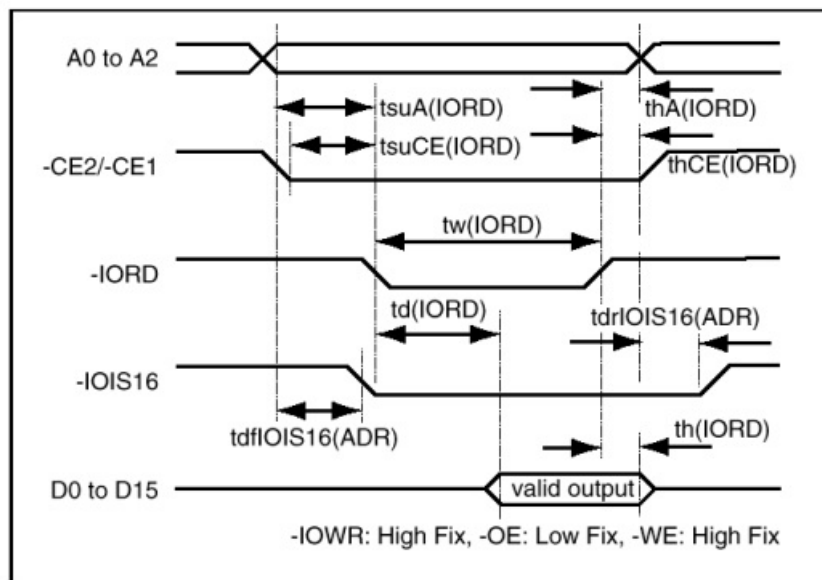 A0 to A2
tsuA(IORD)
thA(IORD)
tsuCE(IORD)
-CE2/-CE1
thCE(IORD)
tw(IORD)
-IORD
td(IORD)
tdrIOIS16(ADR)
-IOIS16
tdfIOIS16(ADR)
th(IORD)
D0 to D15
valid output
-IOWR: High Fix, -OE: Low Fix, -WE: High Fix